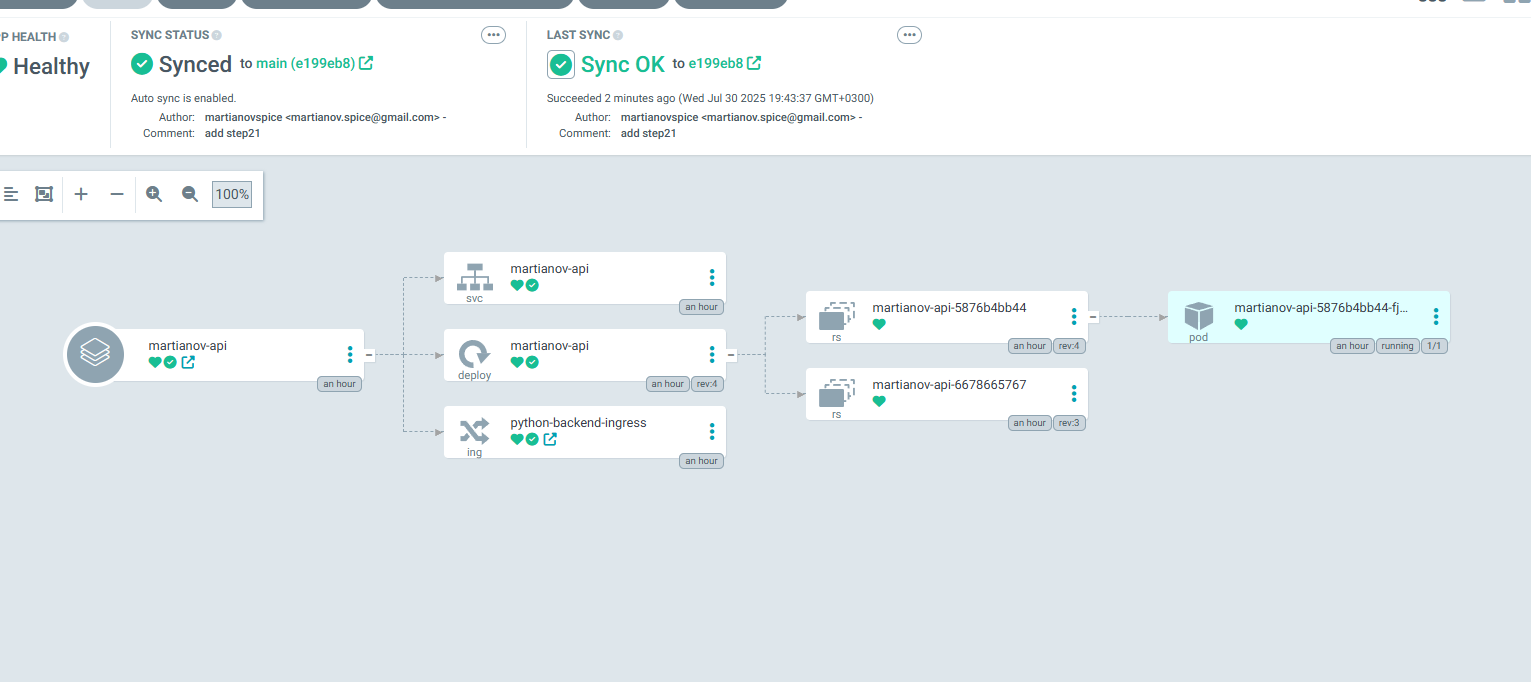 P HEALTH
Healthy
SYNC STATUS
Synced to main (e199eb8)
Auto sync is enabled.
Author: martianovspice <martianov.spice@gmail.com> -
Comment: add step21
LAST SYNC
Sync OK to e199eb8
Succeeded 2 minutes ago (Wed Jul 30 2025 19:43:37 GMT+0300)
Author: martianovspice <martianov.spice@gmail.com> -
Comment: add step21
100%
martianov-api
an hour
martianov-api
svc
an hour
martianov-api
deploy
an hour rev:4
python-backend-ingress
ing
an hour
martianov-api-5876b4bb44
rs
an hour rev:4
martianov-api-6678665767
rs
an hour rev:3
martianov-api-5876b4bb44-fj...
pod
an hour running 1/1